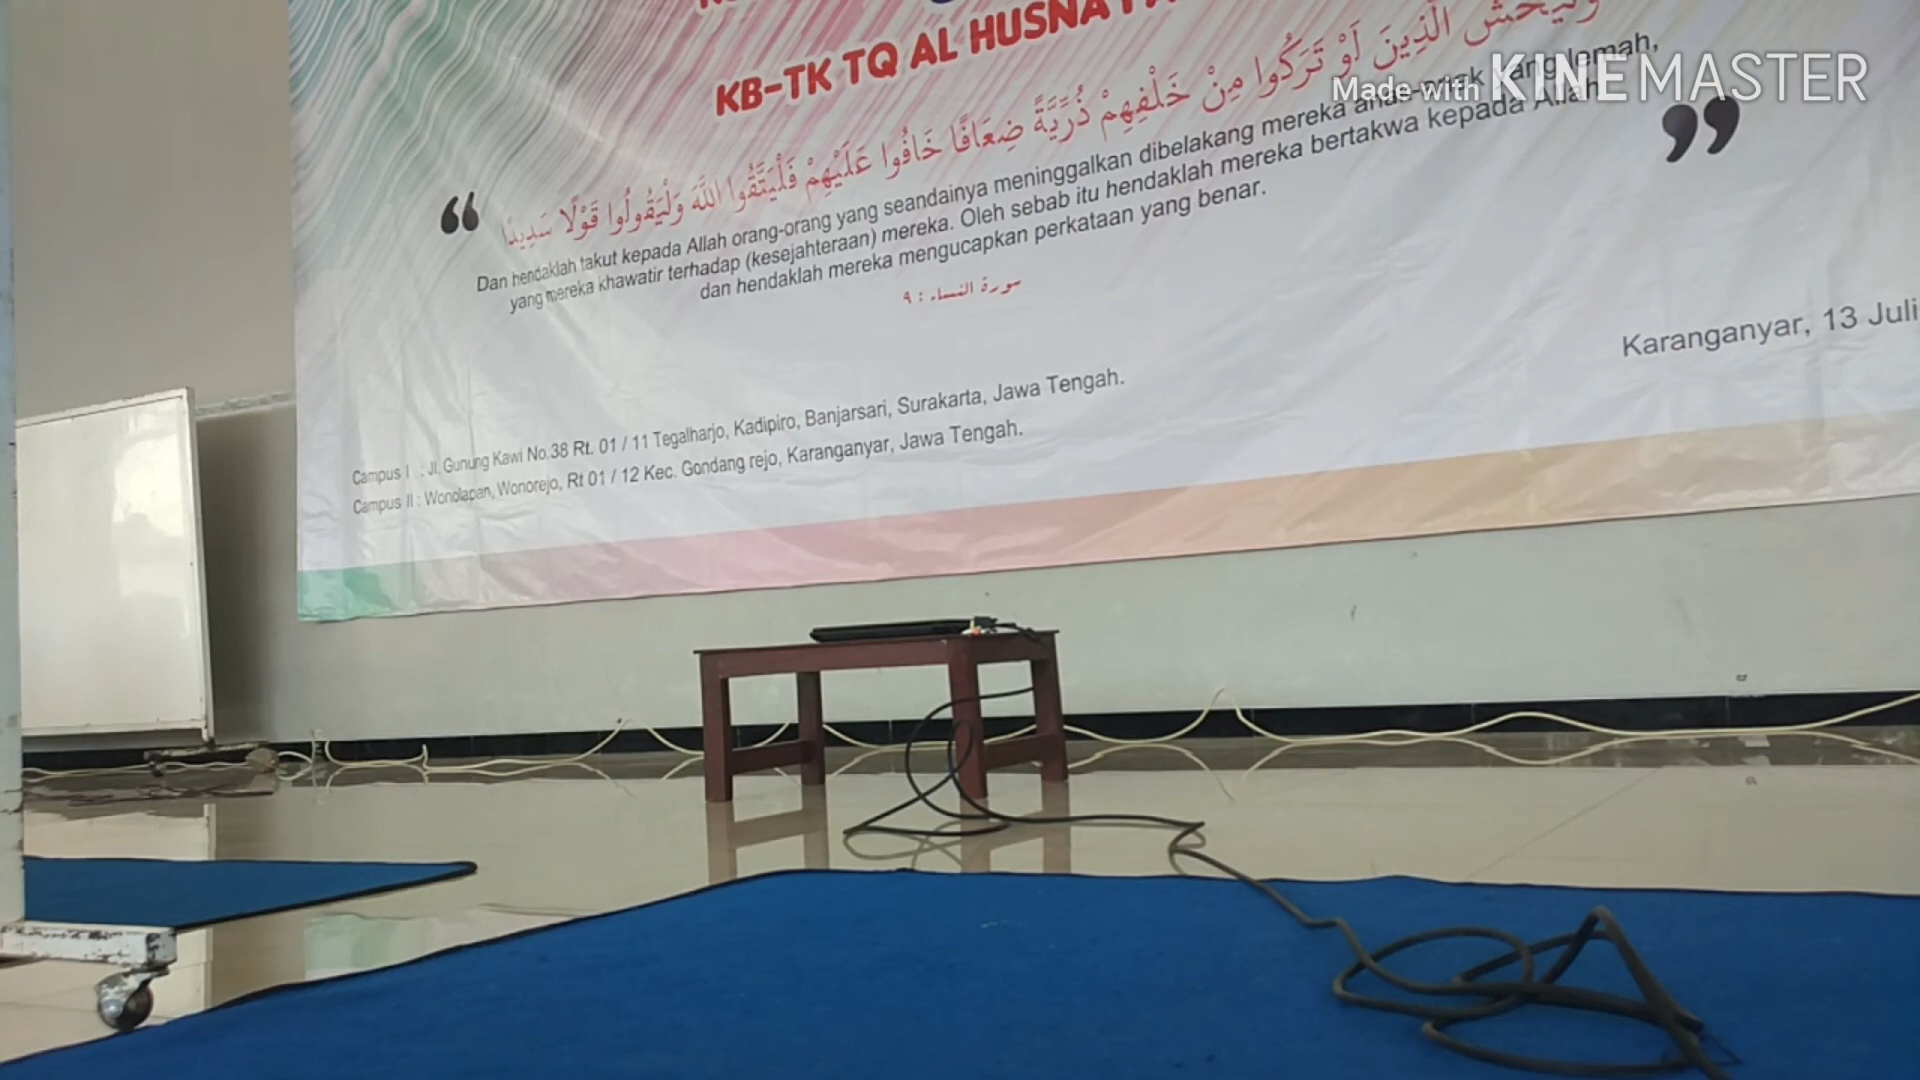 KB-TK TQ AL HUSNA
وَلْيَخْشَ الَّذِينَ لَوْ تَرَكُوا مِنْ خَلْفِهِمْ ذُرِّيَّةً ضِعَافًا خَافُوا عَلَيْهِمْ فَلْيَتَّقُوا اللَّهَ وَلْيَقُولُوا قَوْلًا سَدِيدًا
Dan hendaklah takut kepada Allah orang-orang yang seandainya meninggalkan dibelakang mereka anak-anak yang lemah,
yang mereka khawatir terhadap (kesejahteraan) mereka. Oleh sebab itu hendaklah mereka bertakwa kepada Allah
dan hendaklah mereka mengucapkan perkataan yang benar.
سورة النساء : ٩
Karanganyar, 13 Juli
Campus I : Jl. Gunung Kawi No.38 Rt. 01 / 11 Tegalharjo, Kadipiro, Banjarsari, Surakarta, Jawa Tengah.
Campus II : Wonolapan, Wonorejo, Rt 01 / 12 Kec. Gondang rejo, Karanganyar, Jawa Tengah.
Made with KINEMASTER